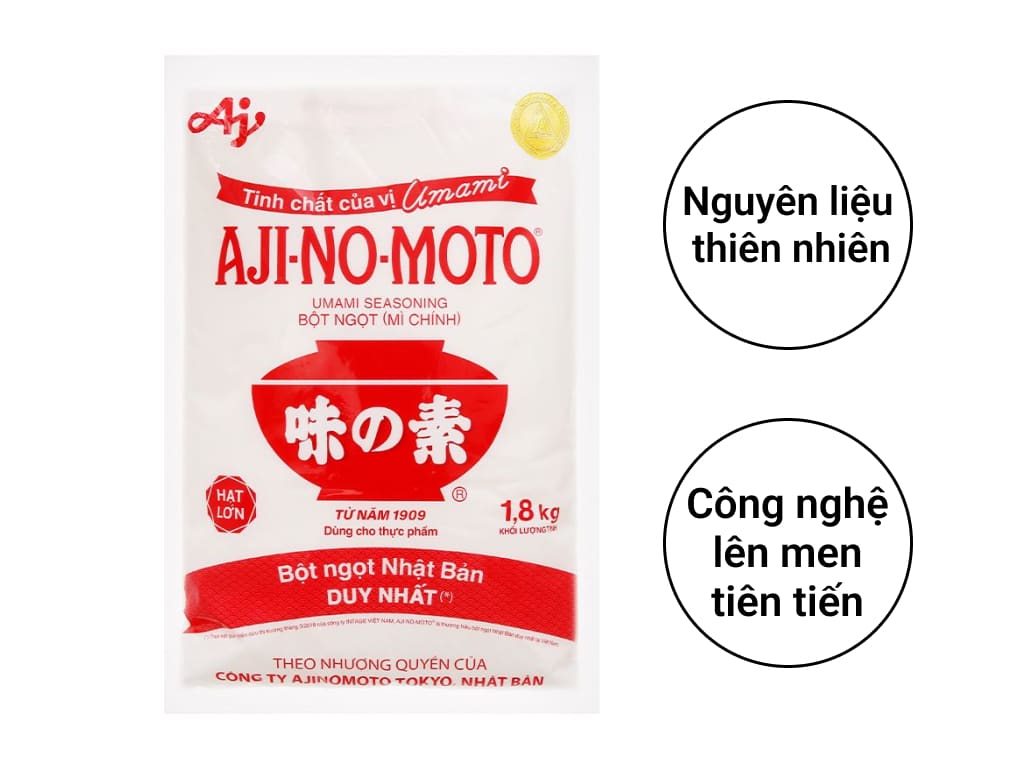 Aj
Tinh chất của vị Umami
AJI-NO-MOTO®
UMAMI SEASONING
BỘT NGỌT (MÌ CHÍNH)
味の素
®
HẠT
LỚN
TỪ NĂM 1909
Dùng cho thực phẩm
1,8 kg
KHỐI LƯỢNG TỊNH
Bột ngọt Nhật Bản
DUY NHẤT (*)
THEO NHƯỢNG QUYỀN CỦA
CÔNG TY AJINOMOTO TOKYO, NHẬT BẢN
Nguyên liệu
thiên nhiên
Công nghệ
lên men
tiên tiến